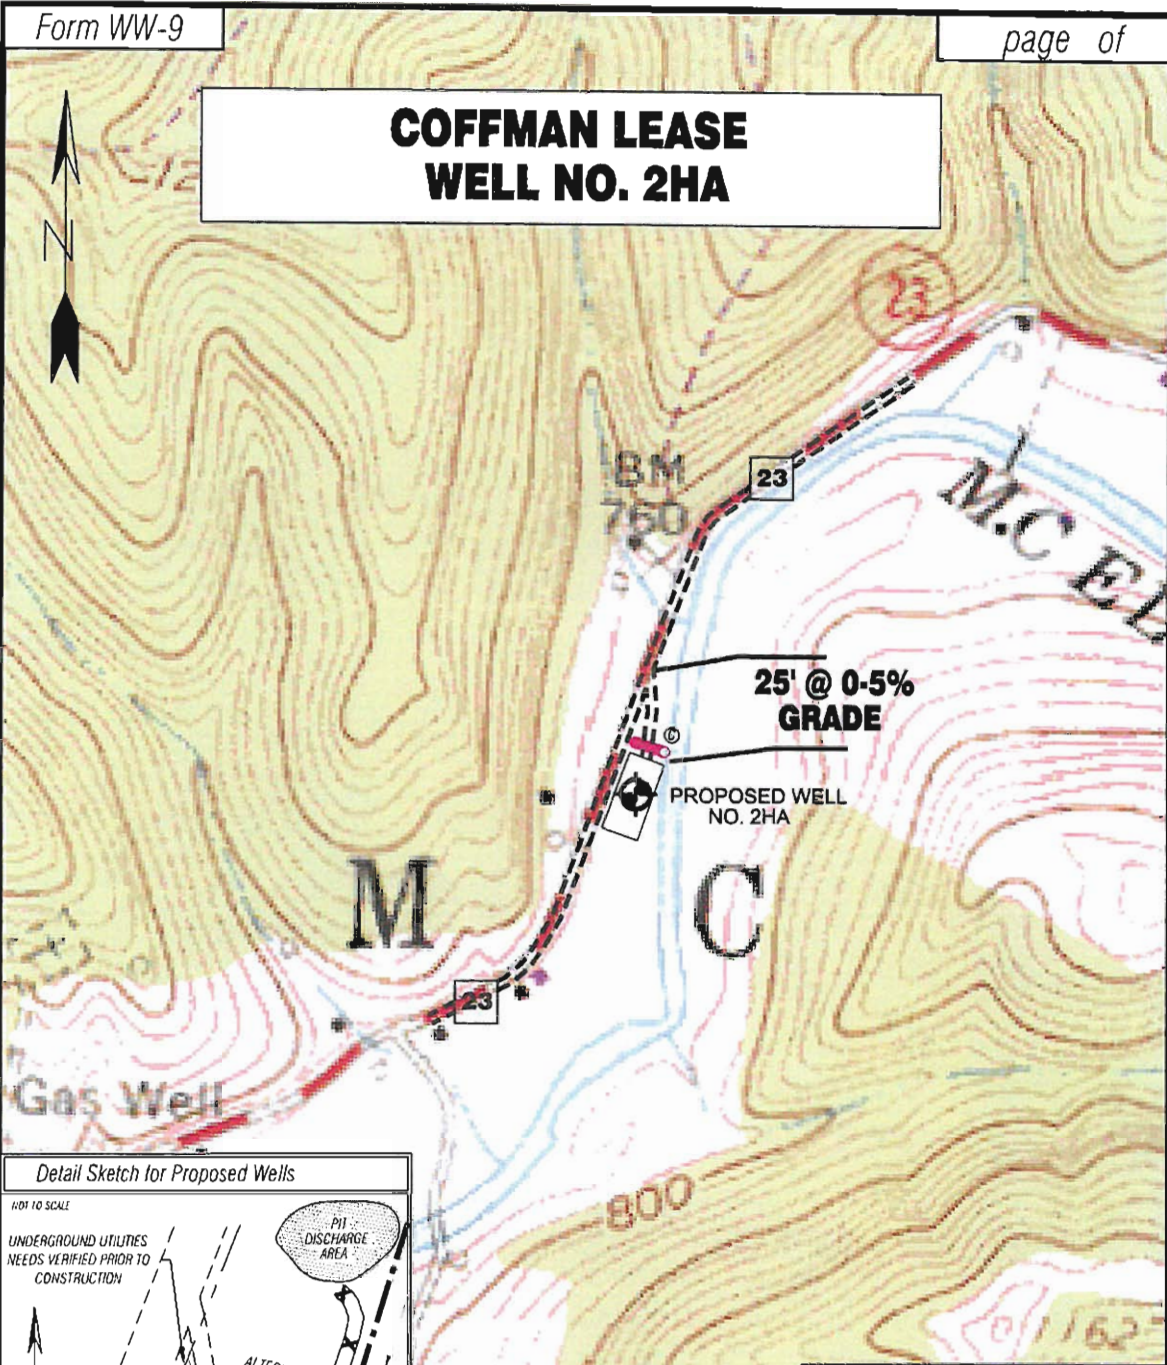 Form WW-9
page of
COFFMAN LEASE
WELL NO. 2HA
N
23
BM
760
23
M.C EL
25' @ 0-5%
GRADE
©
PROPOSED WELL
NO. 2HA
M C
23
Gas Well
800
Detail Sketch for Proposed Wells
NOT TO SCALE
UNDERGROUND UTILITIES
NEEDS VERIFIED PRIOR TO
CONSTRUCTION
PIT
DISCHARGE
AREA